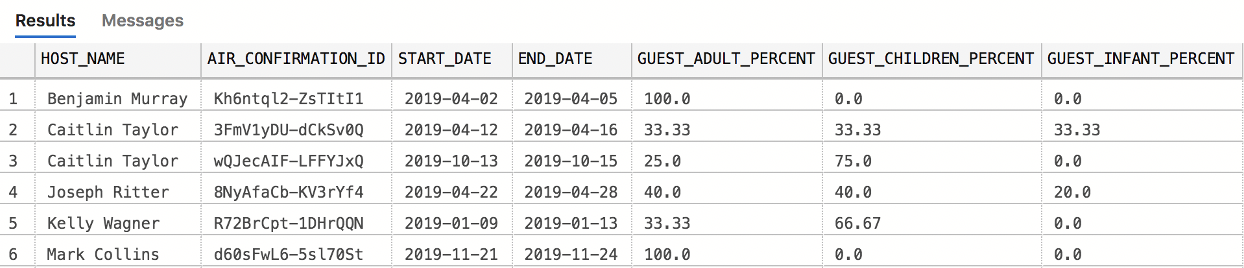 Results Messages
HOST_NAME AIR_CONFIRMATION_ID START_DATE END_DATE GUEST_ADULT_PERCENT GUEST_CHILDREN_PERCENT GUEST_INFANT_PERCENT
1 Benjamin Murray Kh6ntql2-ZsTItI1 2019-04-02 2019-04-05 100.0 0.0 0.0
2 Caitlin Taylor 3FmV1yDU-dCkSv0Q 2019-04-12 2019-04-16 33.33 33.33 33.33
3 Caitlin Taylor wQJecAIF-LFFYJxQ 2019-10-13 2019-10-15 25.0 75.0 0.0
4 Joseph Ritter 8NyAfaCb-KV3rYf4 2019-04-22 2019-04-28 40.0 40.0 20.0
5 Kelly Wagner R72BrCpt-1DHrQQN 2019-01-09 2019-01-13 33.33 66.67 0.0
6 Mark Collins d60sFwL6-5sl70St 2019-11-21 2019-11-24 100.0 0.0 0.0